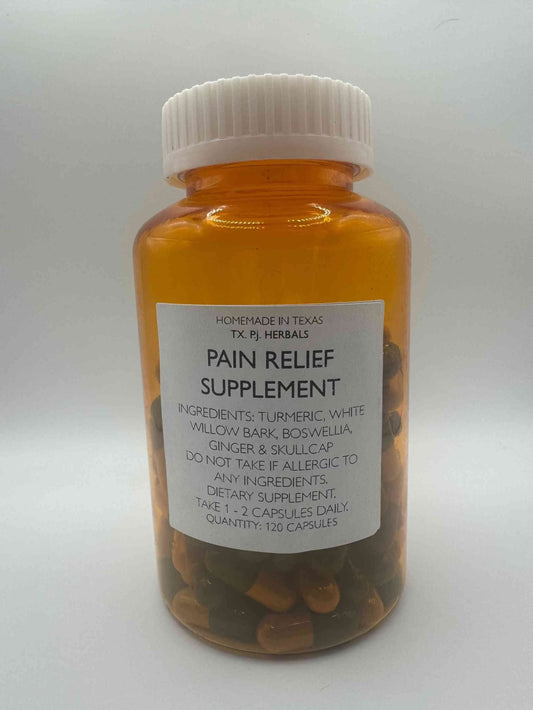 HOMEMADE IN TEXAS
TX. P.J. HERBALS
PAIN RELIEF
SUPPLEMENT
INGREDIENTS: TURMERIC, WHITE
WILLOW BARK, BOSWELLIA,
GINGER & SKULLCAP
DO NOT TAKE IF ALLERGIC TO
ANY INGREDIENTS.
DIETARY SUPPLEMENT.
TAKE 1 - 2 CAPSULES DAILY.
QUANTITY: 120 CAPSULES